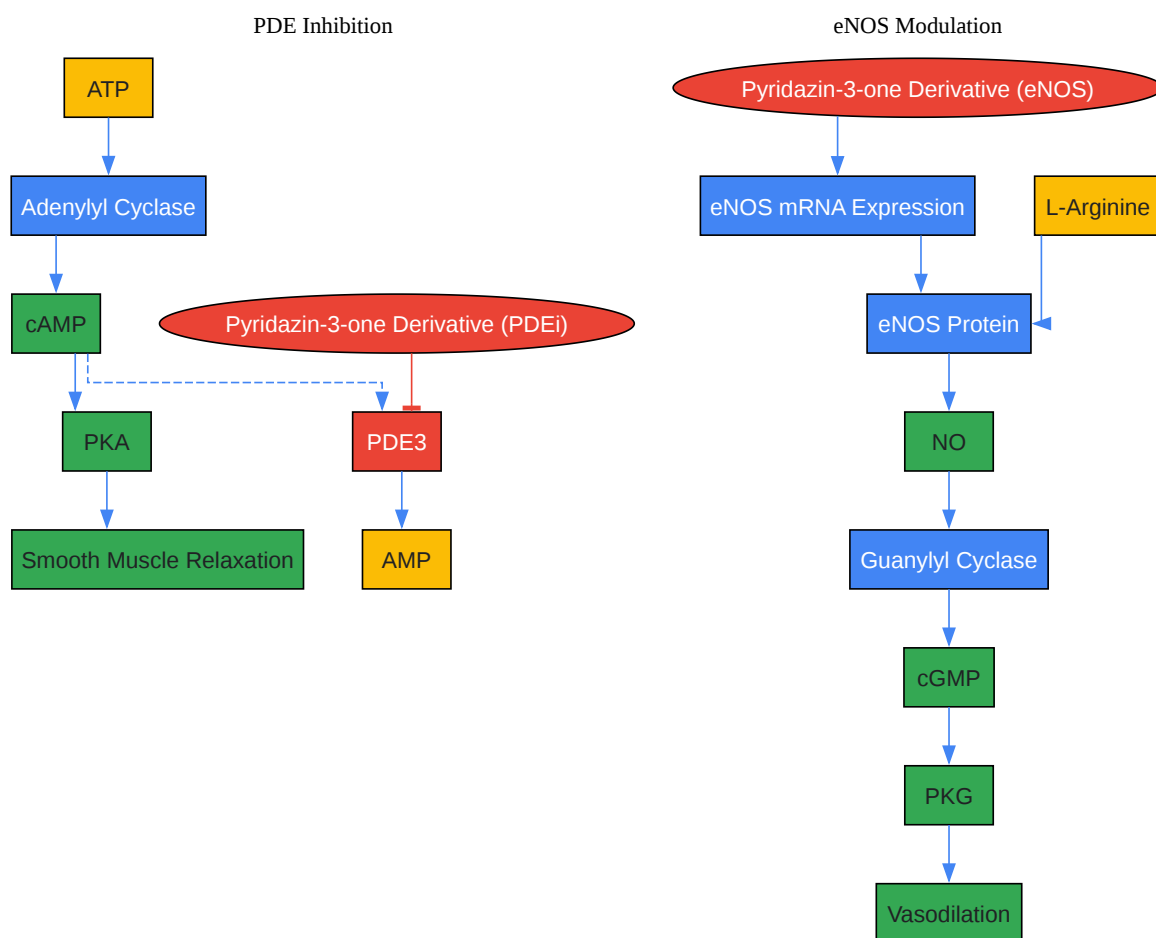 PDE Inhibition
ATP
Adenylyl Cyclase
cAMP
Pyridazin-3-one Derivative (PDEi)
PKA
PDE3
Smooth Muscle Relaxation
AMP
eNOS Modulation
Pyridazin-3-one Derivative (eNOS)
eNOS mRNA Expression
L-Arginine
eNOS Protein
NO
Guanylyl Cyclase
cGMP
PKG
Vasodilation